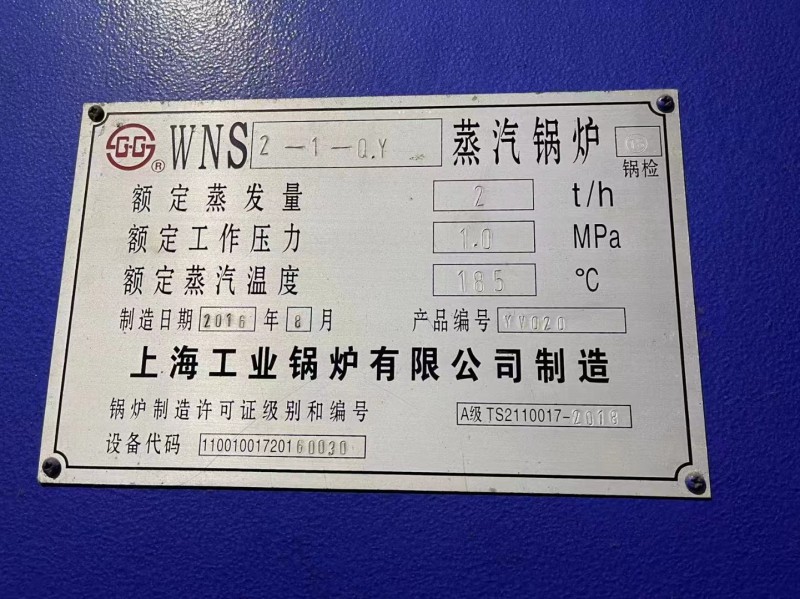 ® WNS 2-1-Q.Y 蒸汽锅炉
锅检
额定蒸发量 2 t/h
额定工作压力 1.0 MPa
额定蒸汽温度 185 ℃
制造日期 2016 年 8 月 产品编号 YV020
上海工业锅炉有限公司制造
锅炉制造许可证级别和编号 A级 TS2110017-2018
设备代码 11001001720160030